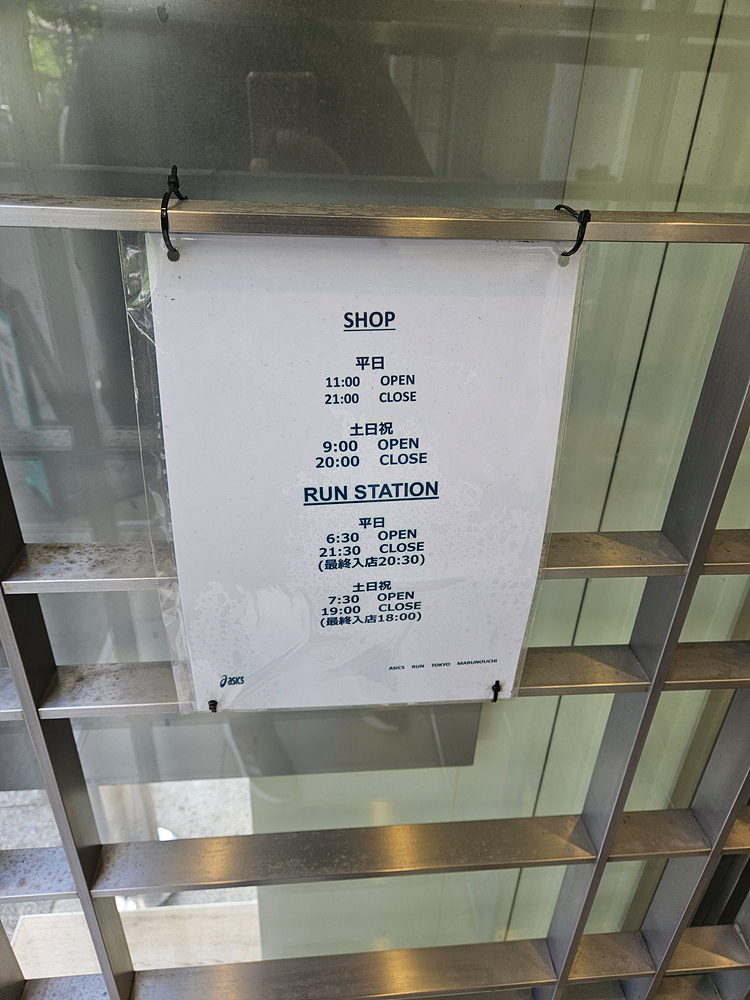 SHOP
平日
11:00 OPEN
21:00 CLOSE
土日祝
9:00 OPEN
20:00 CLOSE
RUN STATION
平日
6:30 OPEN
21:30 CLOSE
(最終入店20:30)
土日祝
7:30 OPEN
19:00 CLOSE
(最終入店18:00)
ASICS RUN TOKYO MARUNOUCHI
asics